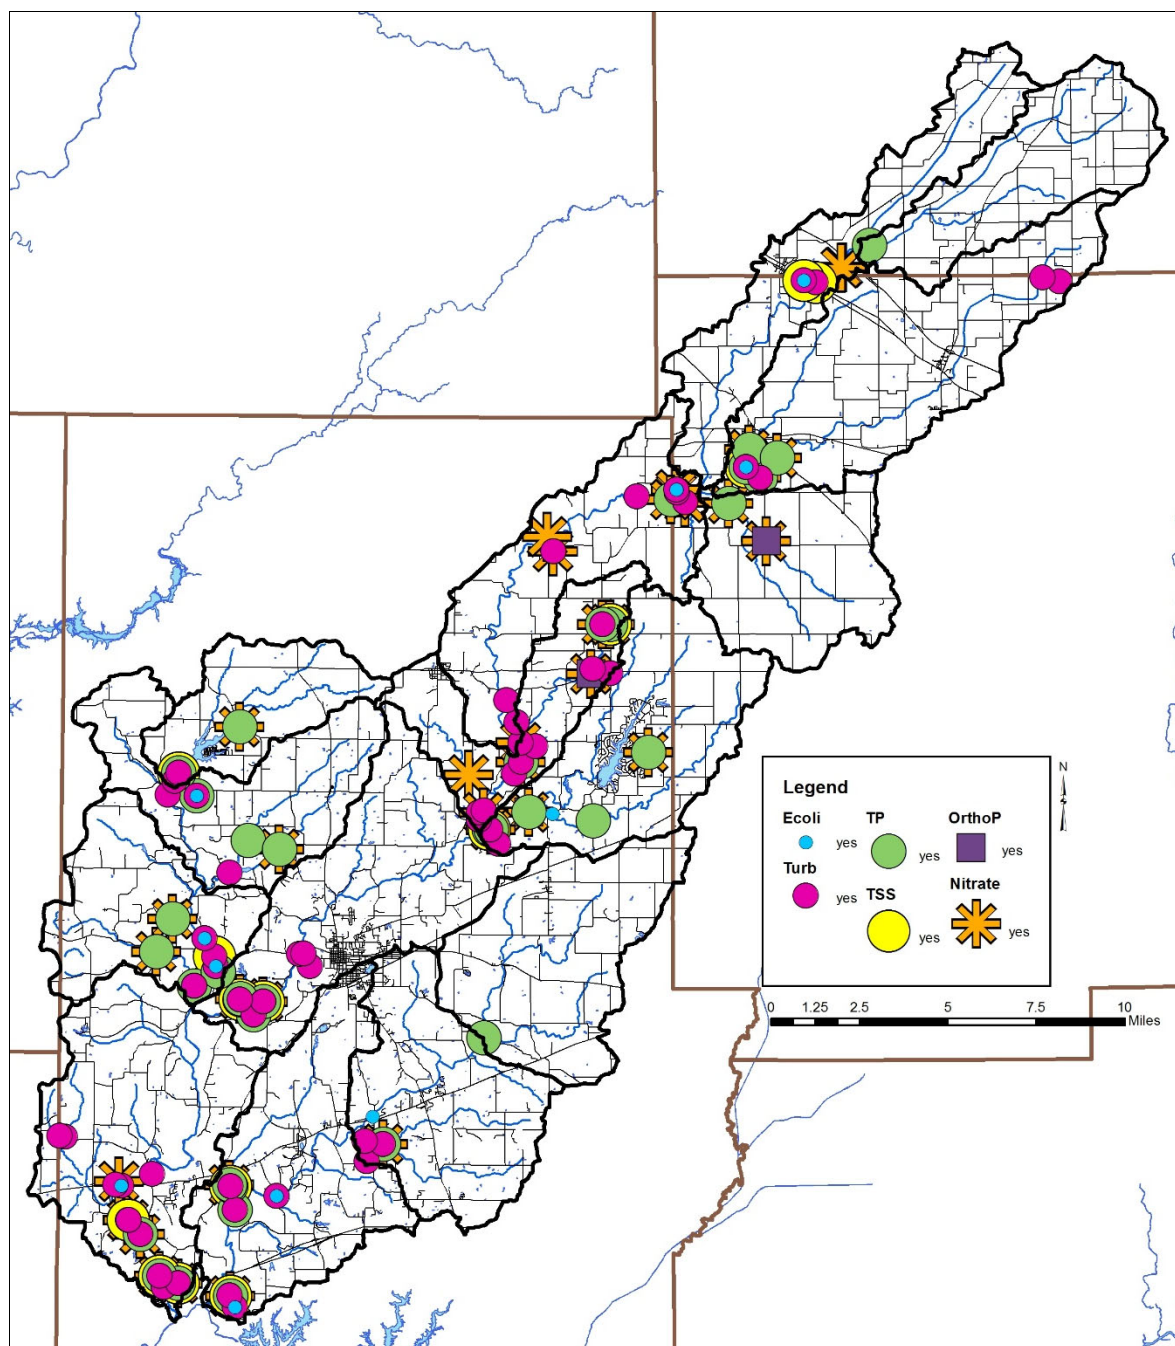 N
Legend
Ecoli TP OrthoP
yes yes yes
Turb TSS Nitrate
yes yes yes
0 1.25 2.5 5 7.5 10
Miles